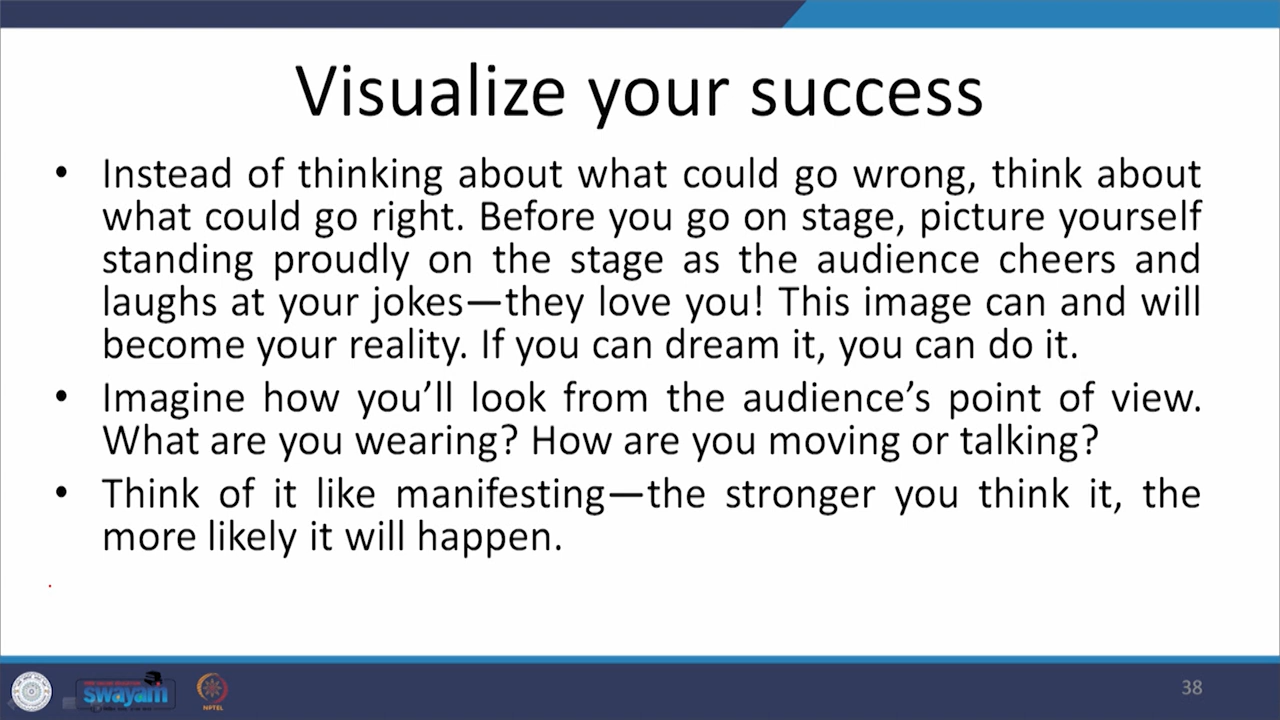 Visualize your success
• Instead of thinking about what could go wrong, think about
what could go right. Before you go on stage, picture yourself
standing proudly on the stage as the audience cheers and
laughs at your jokes—they love you! This image can and will
become your reality. If you can dream it, you can do it.
• Imagine how you’ll look from the audience’s point of view.
What are you wearing? How are you moving or talking?
• Think of it like manifesting—the stronger you think it, the
more likely it will happen.
swayam
NPTEL
38